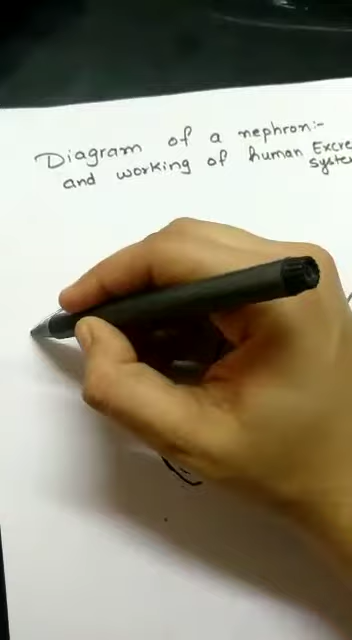 Diagram of a nephron:-
and working of human Excre
syste